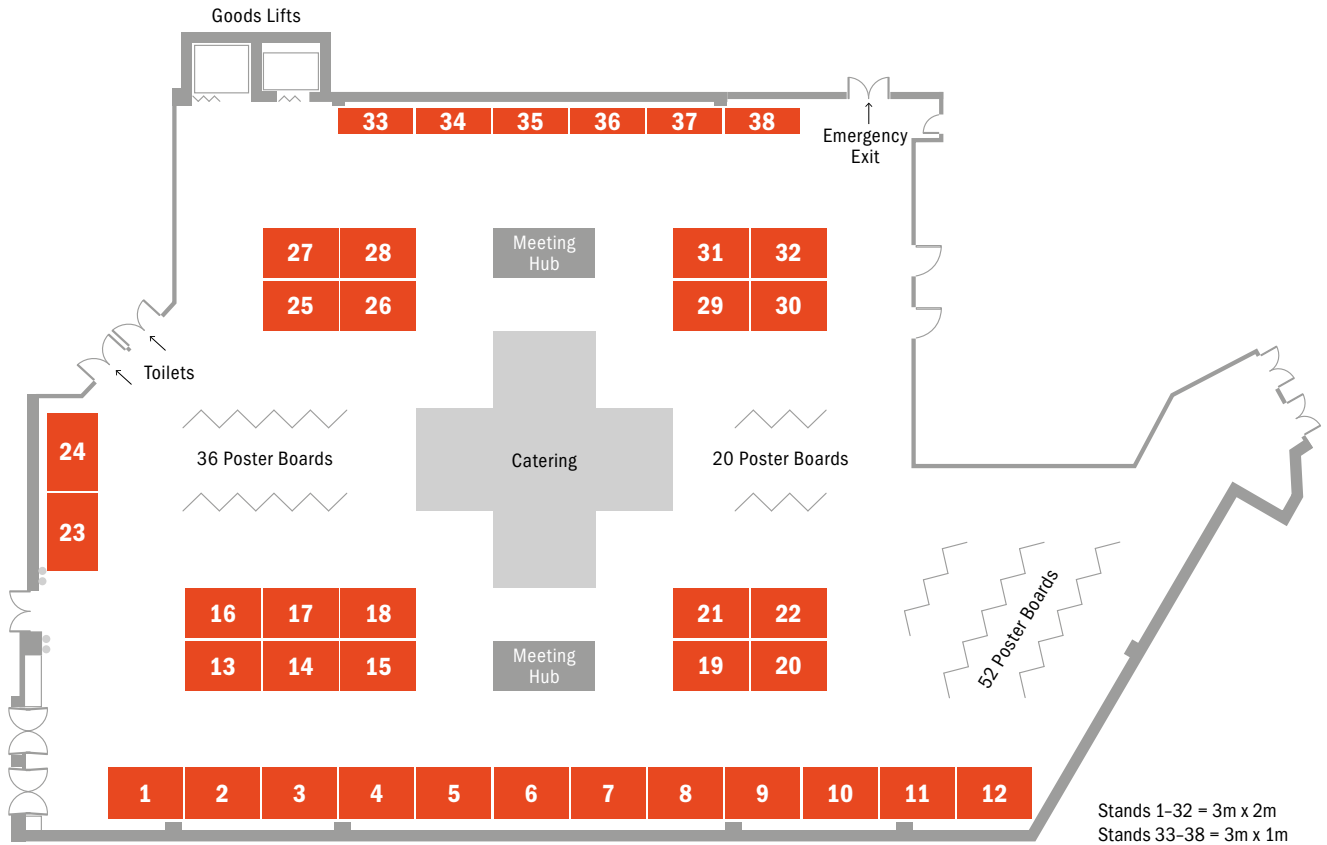 Goods Lifts
33 34 35 36 37 38
Emergency
Exit
27 28
25 26
Meeting
Hub
31 32
29 30
Toilets
24
23
36 Poster Boards
Catering
20 Poster Boards
52 Poster Boards
16 17 18
13 14 15
Meeting
Hub
21 22
19 20
1 2 3 4 5 6 7 8 9 10 11 12
Stands 1–32 = 3m x 2m
Stands 33–38 = 3m x 1m